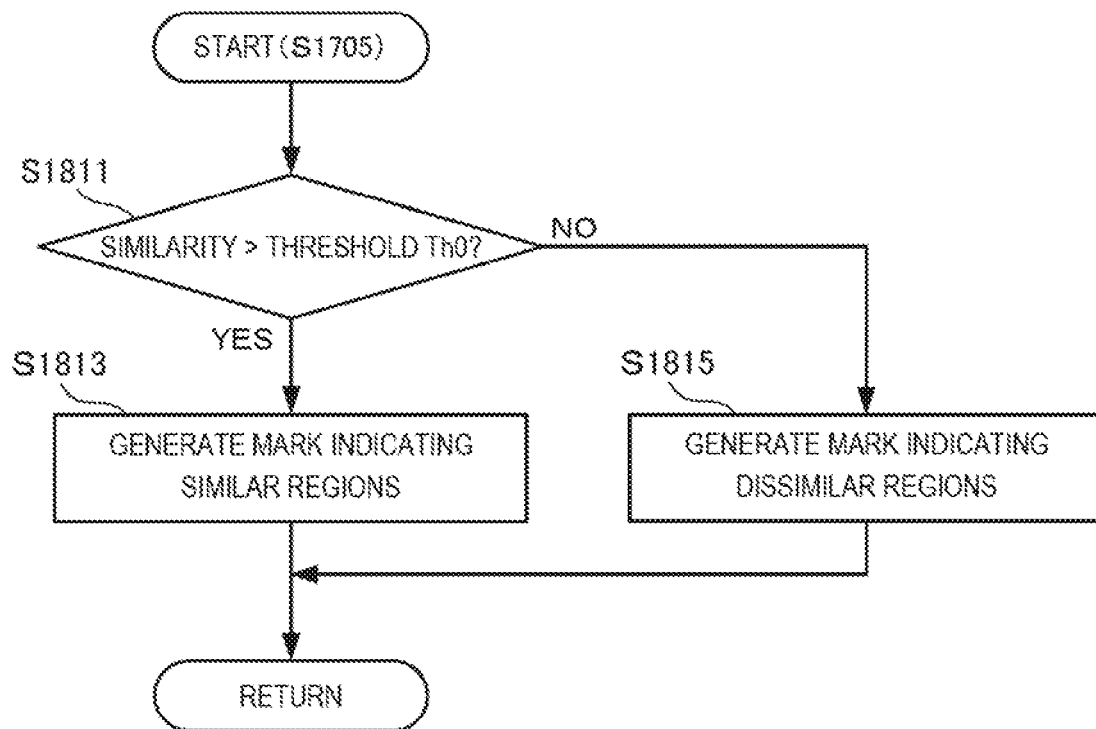 START(S1705)
S1811
SIMILARITY > THRESHOLD Th0?
NO
YES
S1813
GENERATE MARK INDICATING
SIMILAR REGIONS
S1815
GENERATE MARK INDICATING
DISSIMILAR REGIONS
RETURN